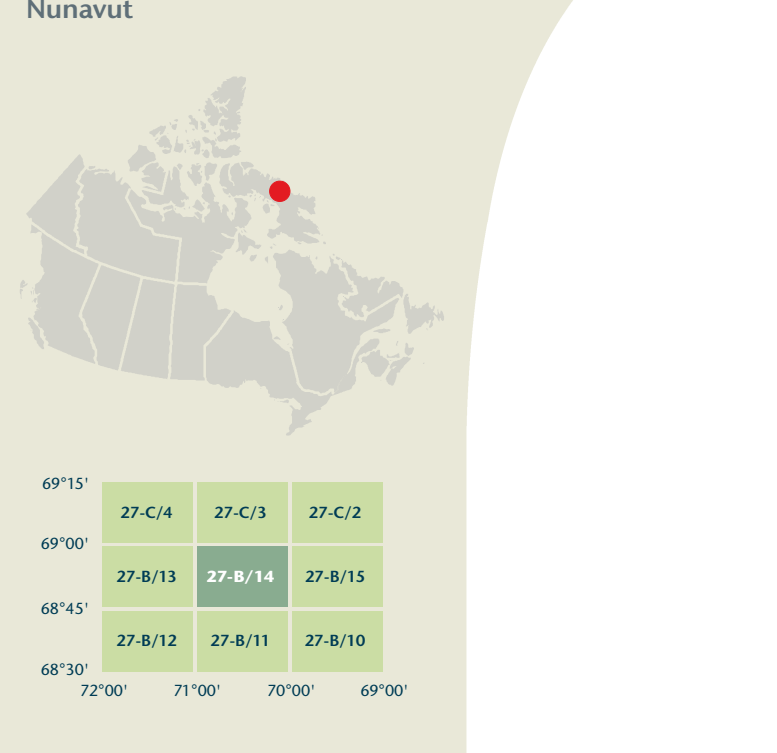 Nunavut
69°15'
27-C/4 27-C/3 27-C/2
69°00'
27-B/13 27-B/14 27-B/15
68°45'
27-B/12 27-B/11 27-B/10
68°30'
72°00' 71°00' 70°00' 69°00'